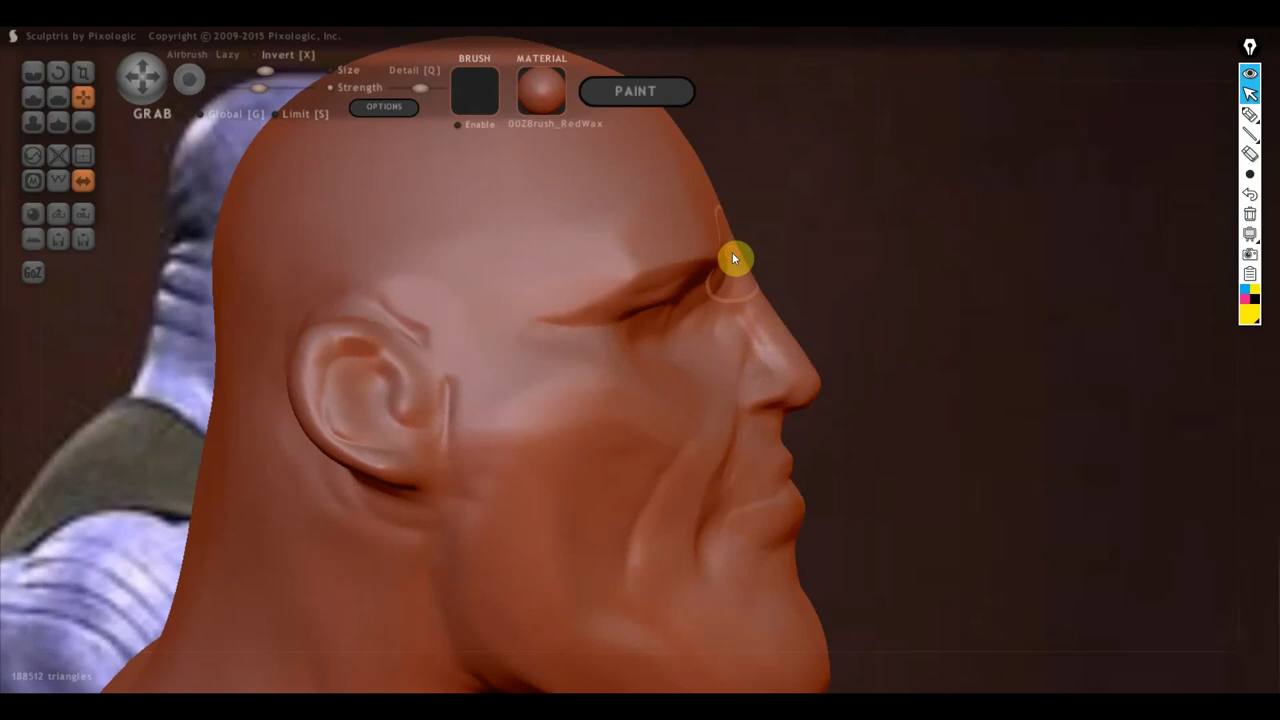 Sculptris by Pixologic Copyright ©2009-2015 Pixologic, Inc.
Airbrush Lazy Invert [X]
Size Detail [Q]
Strength
OPTIONS
GRAB
Global [G] Limit [S]
BRUSH
Enable
MATERIAL
00ZBrush_RedWax
PAINT
GoZ
188512 triangles